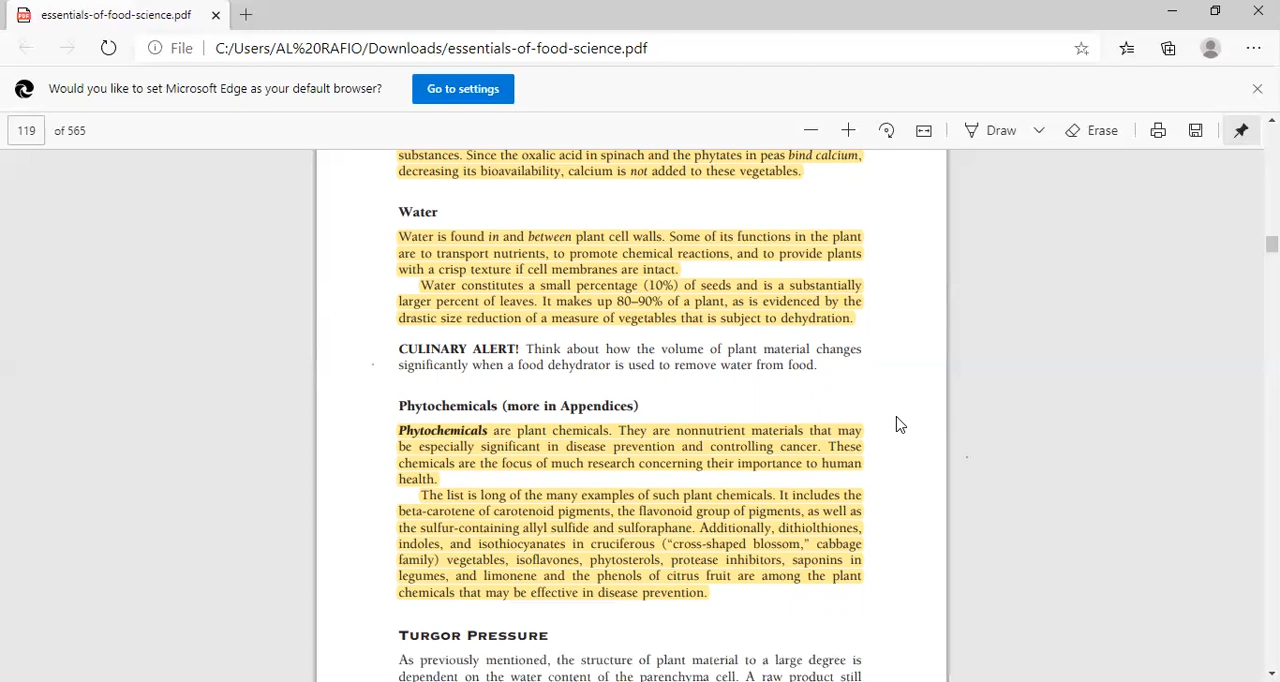 essentials-of-food-science.pdf
File C:/Users/AL%20RAFIO/Downloads/essentials-of-food-science.pdf
Would you like to set Microsoft Edge as your default browser? Go to settings
119 of 565 Draw Erase
substances. Since the oxalic acid in spinach and the phytates in peas bind calcium,
decreasing its bioavailability, calcium is not added to these vegetables.
Water
Water is found in and between plant cell walls. Some of its functions in the plant
are to transport nutrients, to promote chemical reactions, and to provide plants
with a crisp texture if cell membranes are intact.
Water constitutes a small percentage (10%) of seeds and is a substantially
larger percent of leaves. It makes up 80–90% of a plant, as is evidenced by the
drastic size reduction of a measure of vegetables that is subject to dehydration.
CULINARY ALERT! Think about how the volume of plant material changes
significantly when a food dehydrator is used to remove water from food.
Phytochemicals (more in Appendices)
Phytochemicals are plant chemicals. They are nonnutrient materials that may
be especially significant in disease prevention and controlling cancer. These
chemicals are the focus of much research concerning their importance to human
health.
The list is long of the many examples of such plant chemicals. It includes the
beta-carotene of carotenoid pigments, the flavonoid group of pigments, as well as
the sulfur-containing allyl sulfide and sulforaphane. Additionally, dithiolthiones,
indoles, and isothiocyanates in cruciferous (“cross-shaped blossom,” cabbage
family) vegetables, isoflavones, phytosterols, protease inhibitors, saponins in
legumes, and limonene and the phenols of citrus fruit are among the plant
chemicals that may be effective in disease prevention.
TURGOR PRESSURE
As previously mentioned, the structure of plant material to a large degree is
dependent on the water content of the parenchyma cell. A raw product still